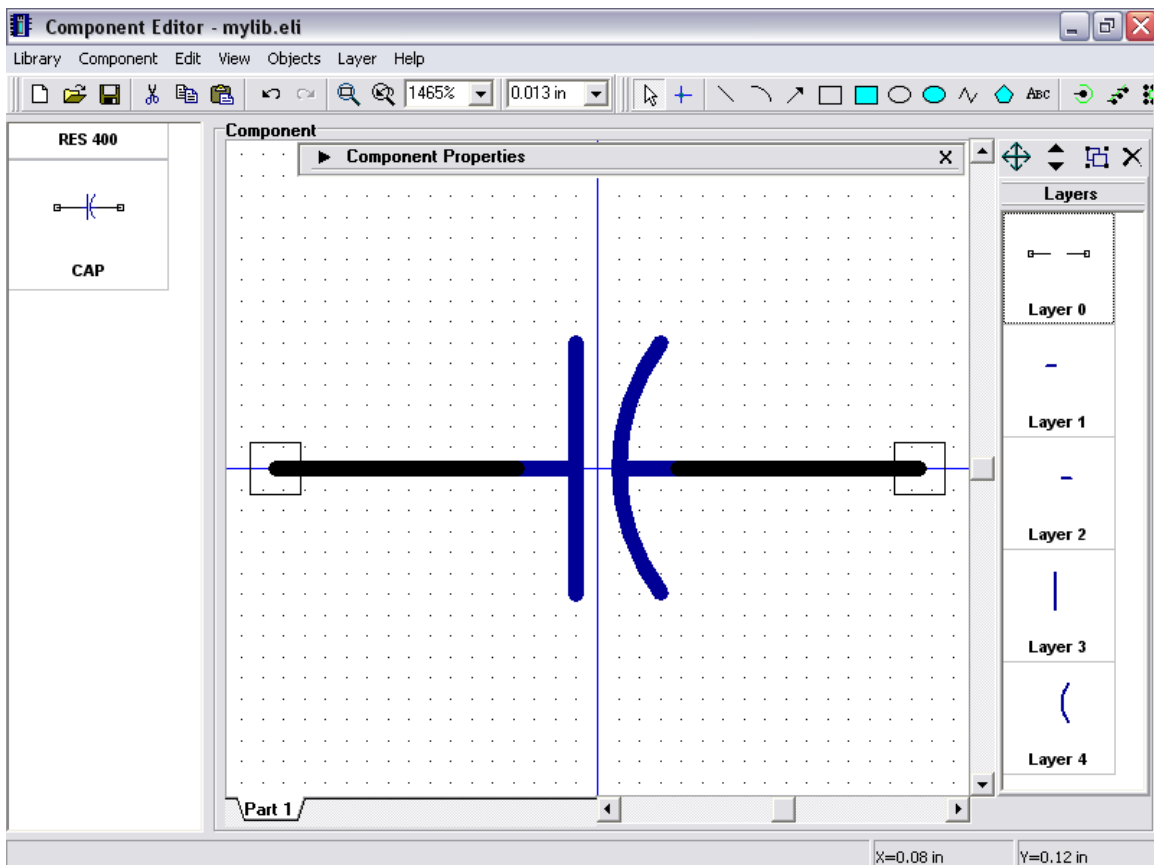 Component Editor - mylib.eli
Library Component Edit View Objects Layer Help
1465% 0.013 in ABC
RES 400
CAP
Component
Component Properties
Part 1
Layers
Layer 0
Layer 1
Layer 2
Layer 3
Layer 4
X=0.08 in Y=0.12 in